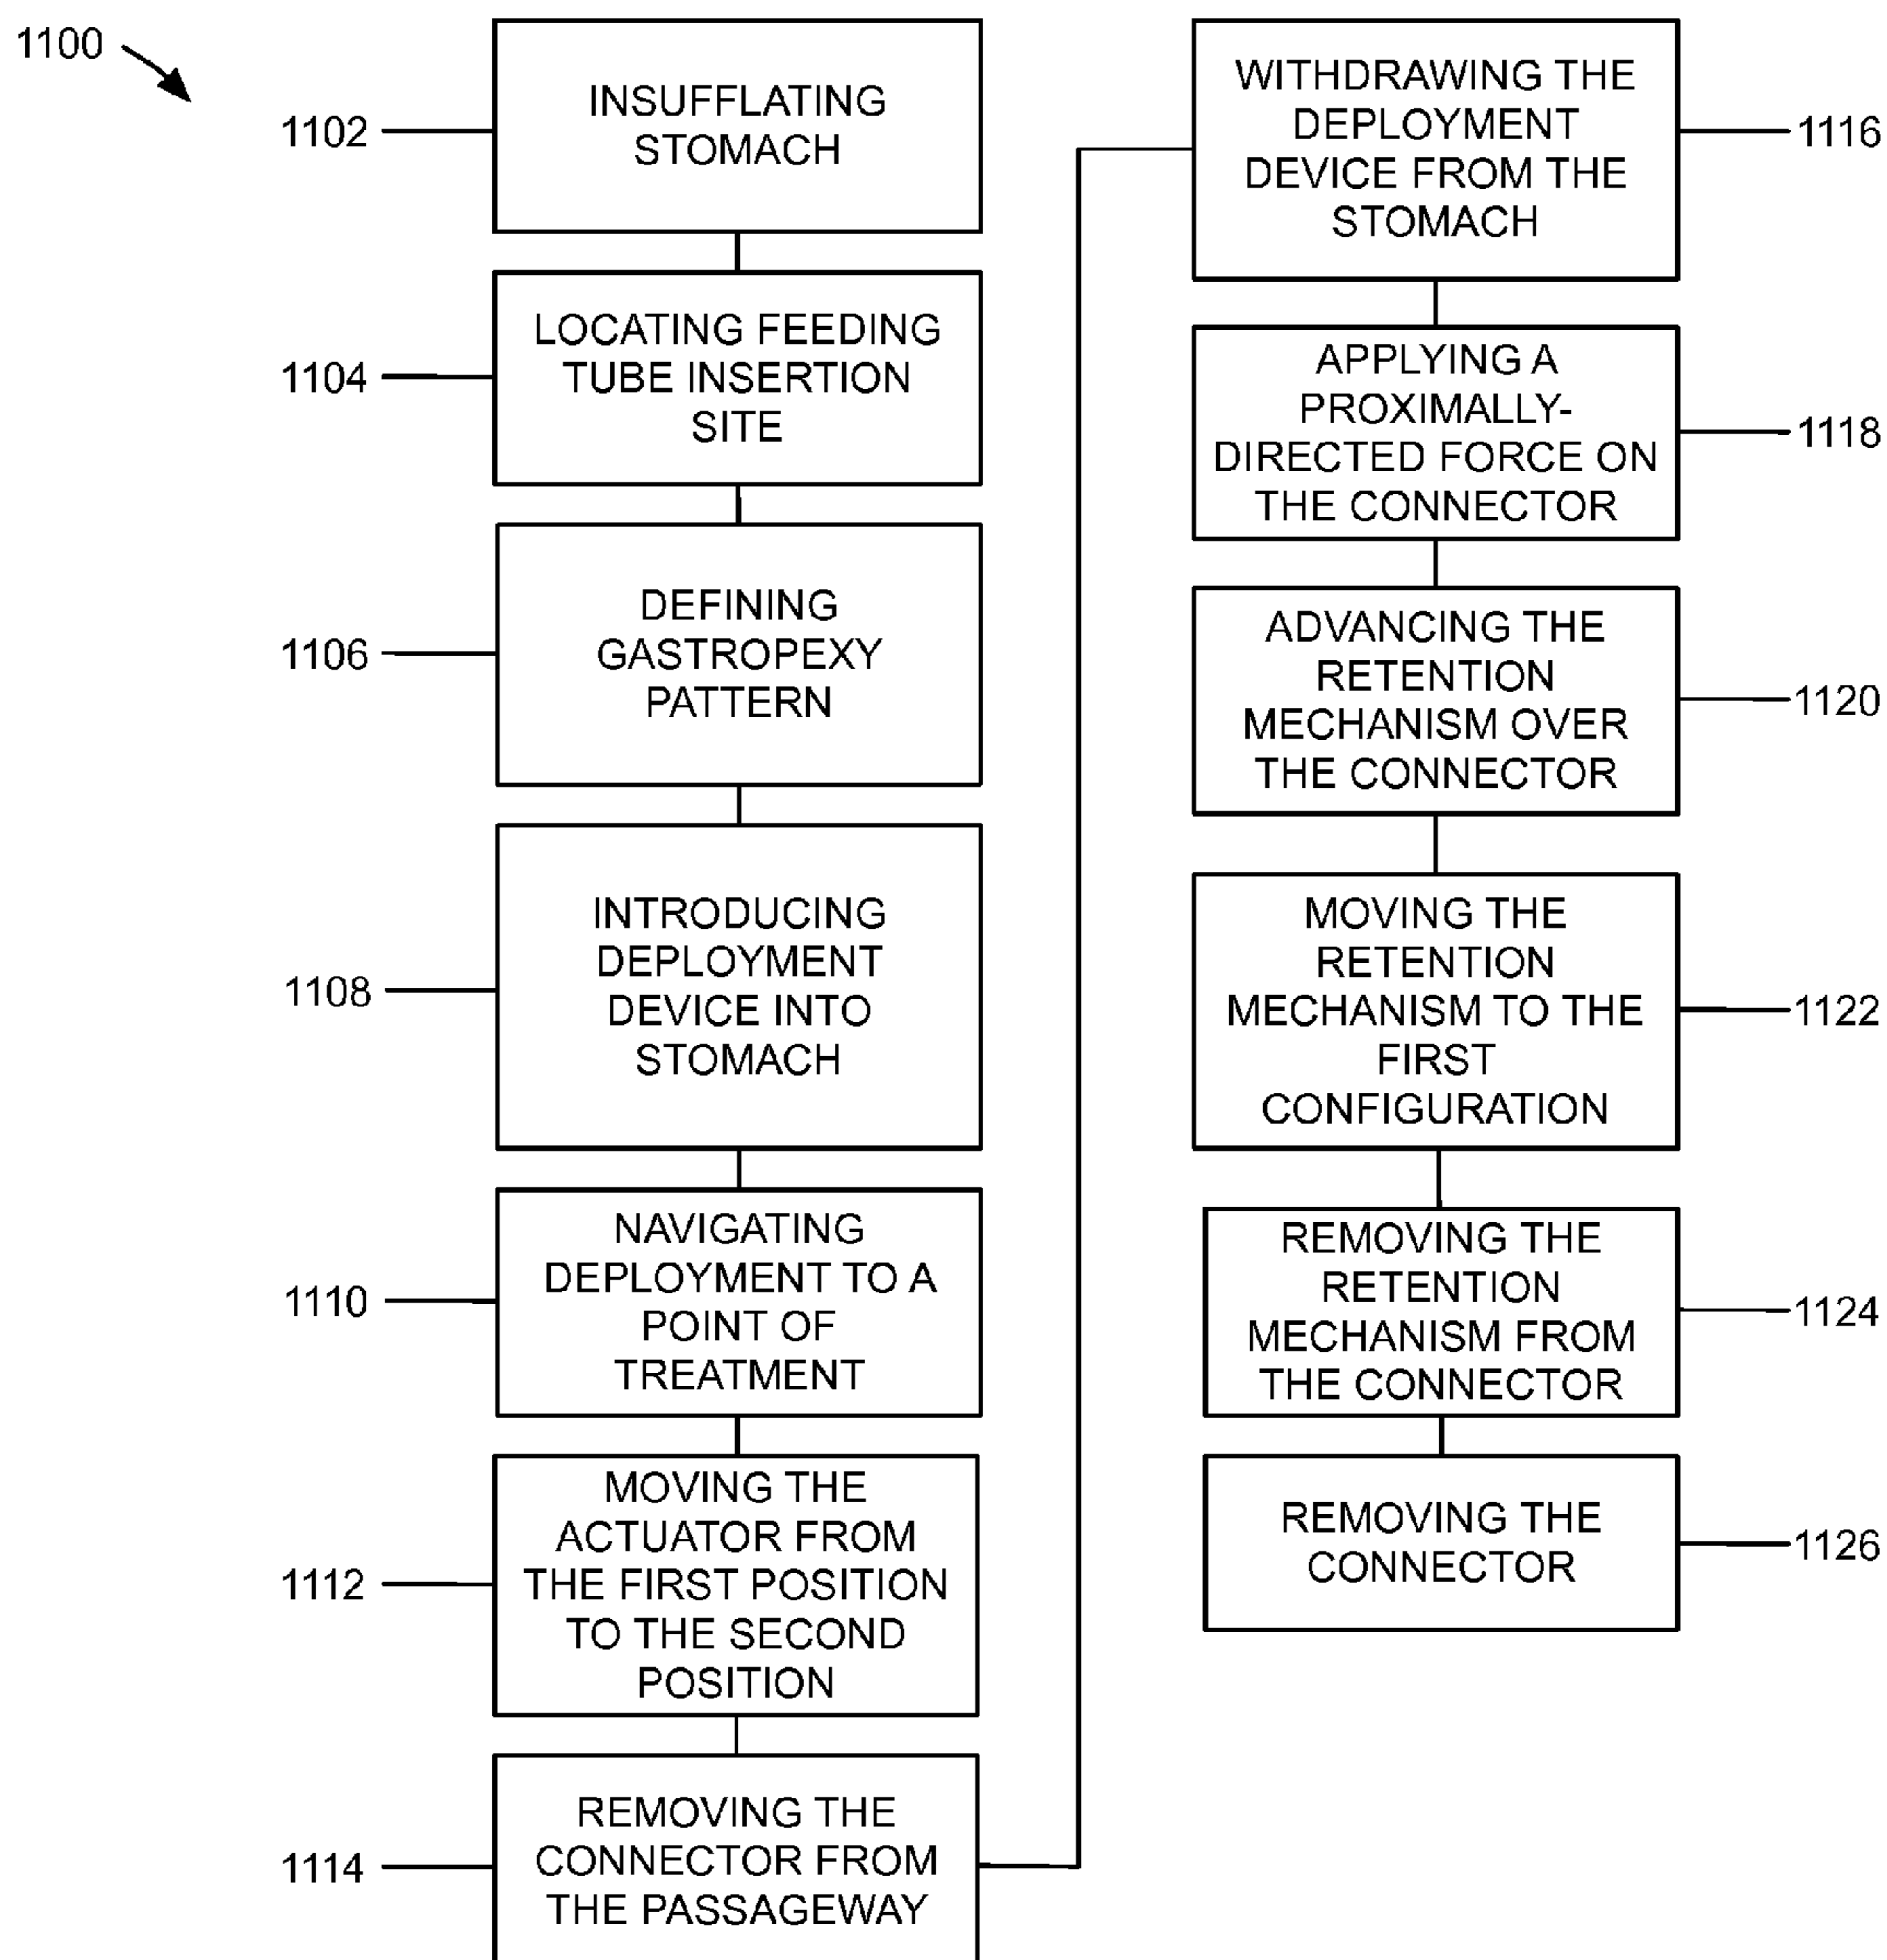 1100
1102
INSUFFLATING
STOMACH
1104
LOCATING FEEDING
TUBE INSERTION
SITE
1106
DEFINING
GASTROPEXY
PATTERN
1108
INTRODUCING
DEPLOYMENT
DEVICE INTO
STOMACH
1110
NAVIGATING
DEPLOYMENT TO A
POINT OF
TREATMENT
1112
MOVING THE
ACTUATOR FROM
THE FIRST POSITION
TO THE SECOND
POSITION
1114
REMOVING THE
CONNECTOR FROM
THE PASSAGEWAY
WITHDRAWING THE
DEPLOYMENT
DEVICE FROM THE
STOMACH
1116
APPLYING A
PROXIMALLY-
DIRECTED FORCE ON
THE CONNECTOR
1118
ADVANCING THE
RETENTION
MECHANISM OVER
THE CONNECTOR
1120
MOVING THE
RETENTION
MECHANISM TO THE
FIRST
CONFIGURATION
1122
REMOVING THE
RETENTION
MECHANISM FROM
THE CONNECTOR
1124
REMOVING THE
CONNECTOR
1126